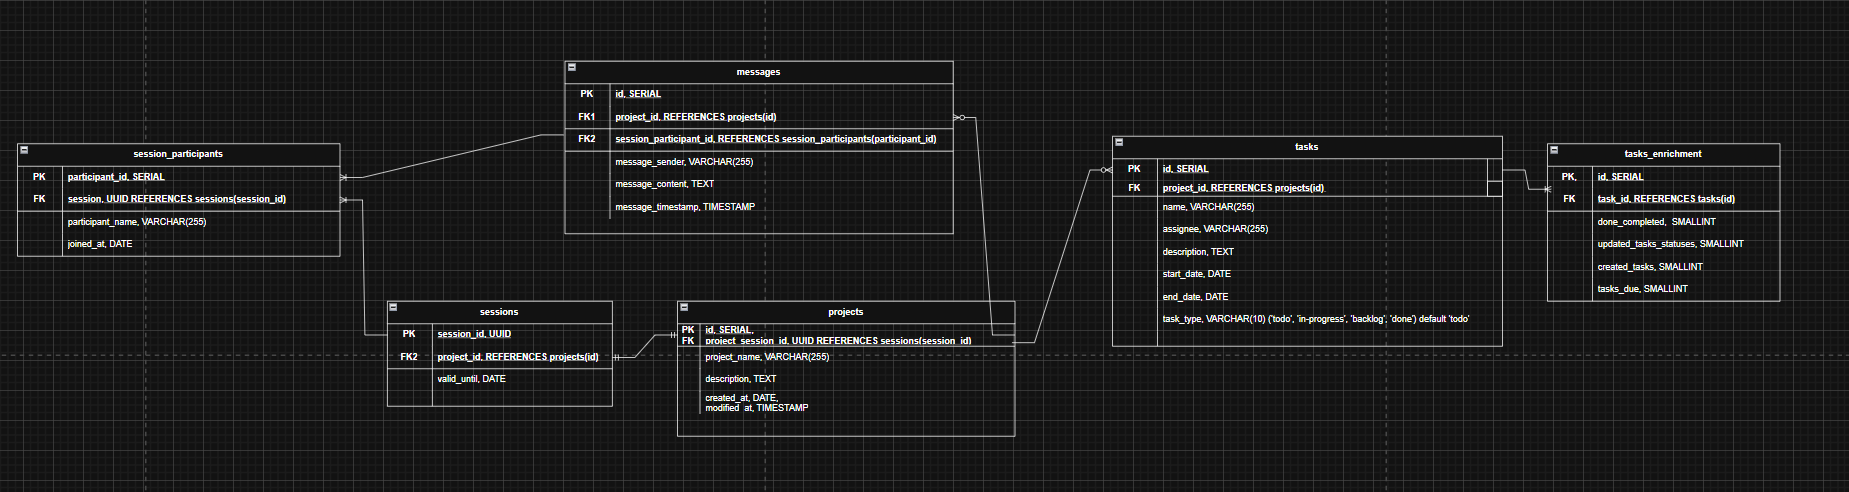 messages
PK id, SERIAL
FK1 project_id, REFERENCES projects(id)
FK2 session_participant_id, REFERENCES session_participants(participant_id)
message_sender, VARCHAR(255)
message_content, TEXT
message_timestamp, TIMESTAMP
session_participants
PK participant_id, SERIAL
FK session, UUID REFERENCES sessions(session_id)
participant_name, VARCHAR(255)
joined_at, DATE
tasks
PK id, SERIAL
FK project_id, REFERENCES projects(id)
name, VARCHAR(255)
assignee, VARCHAR(255)
description, TEXT
start_date, DATE
end_date, DATE
task_type, VARCHAR(10) ('todo', 'in-progress', 'backlog', 'done') default 'todo'
tasks_enrichment
PK, id, SERIAL
FK task_id, REFERENCES tasks(id)
done_completed, SMALLINT
updated_tasks_statuses, SMALLINT
created_tasks, SMALLINT
tasks_due, SMALLINT
sessions
PK session_id, UUID
FK2 project_id, REFERENCES projects(id)
valid_until, DATE
projects
PK id, SERIAL,
FK project_session_id, UUID REFERENCES sessions(session_id)
project_name, VARCHAR(255)
description, TEXT
created_at, DATE,
modified_at, TIMESTAMP